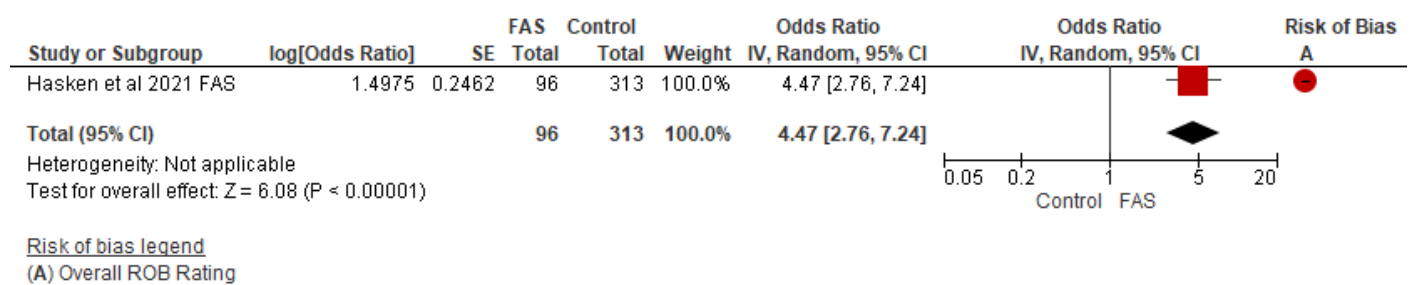 FAS Control Odds Ratio Odds Ratio Risk of Bias
Study or Subgroup log[Odds Ratio] SE Total Total Weight IV, Random, 95% CI IV, Random, 95% CI A
Hasken et al 2021 FAS 1.4975 0.2462 96 313 100.0% 4.47 [2.76, 7.24] -
Total (95% CI) 96 313 100.0% 4.47 [2.76, 7.24]
Heterogeneity: Not applicable
Test for overall effect: Z = 6.08 (P < 0.00001)
0.05 0.2 1 5 20
Control FAS
Risk of bias legend
(A) Overall ROB Rating